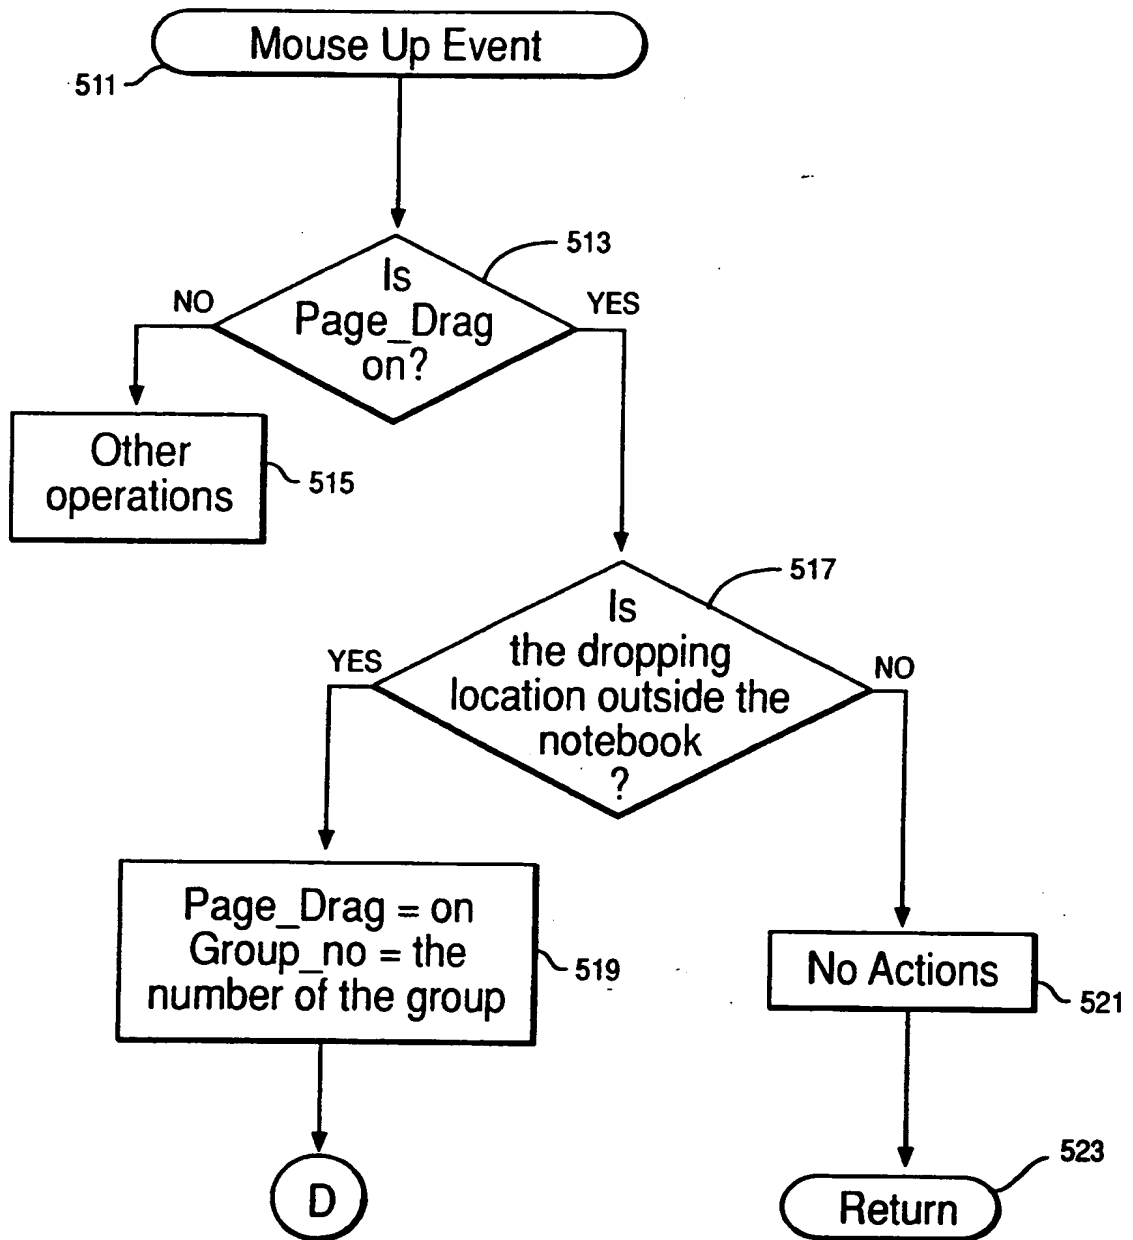 Mouse Up Event
511
513
Is
Page_Drag
on?
NO
YES
Other
operations
515
517
Is
the dropping
location outside the
notebook
?
YES
NO
Page_Drag = on
Group_no = the
number of the group
519
No Actions
521
523
D
Return